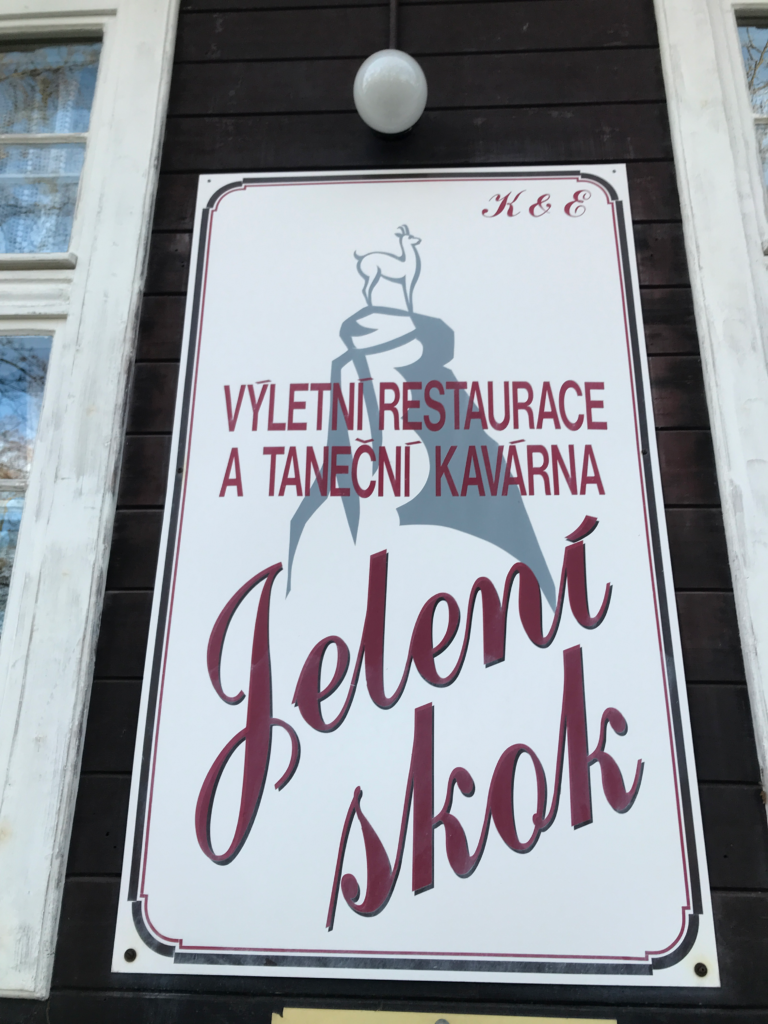 K & E
VÝLETNÍ RESTAURACE
A TANEČNÍ KAVÁRNA
Jelení
skok